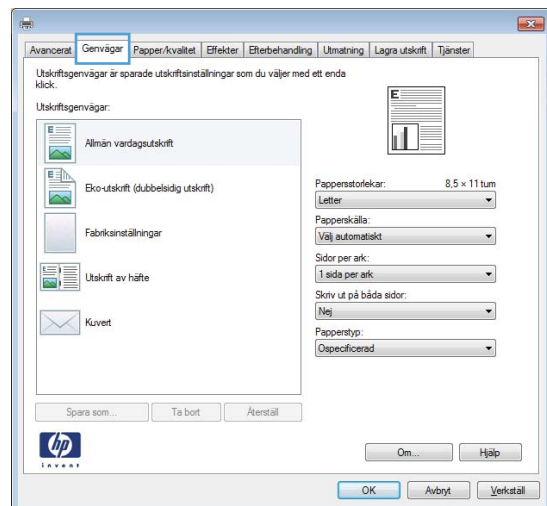 Avancerat Genvägar Papper/kvalitet Effekter Efterbehandling Utmatning Lagra utskrift Tjänster
Utskriftsgenvägar är sparade utskriftsinställningar som du väljer med ett enda
klick.
Utskriftsgenvägar:
E
Allmän vardagsutskrift
E
Eko-utskrift (dubbelsidig utskrift)
Fabriksinställningar
Utskrift av häfte
Kuvert
E
Pappersstorlekar: 8,5 × 11 tum
Letter
Papperskälla:
Välj automatiskt
Sidor per ark:
1 sida per ark
Skriv ut på båda sidor:
Nej
Papperstyp:
Ospecificerad
Spara som... Ta bort Återställ
hp
invent
Om... Hjälp
OK Avbryt Verkställ